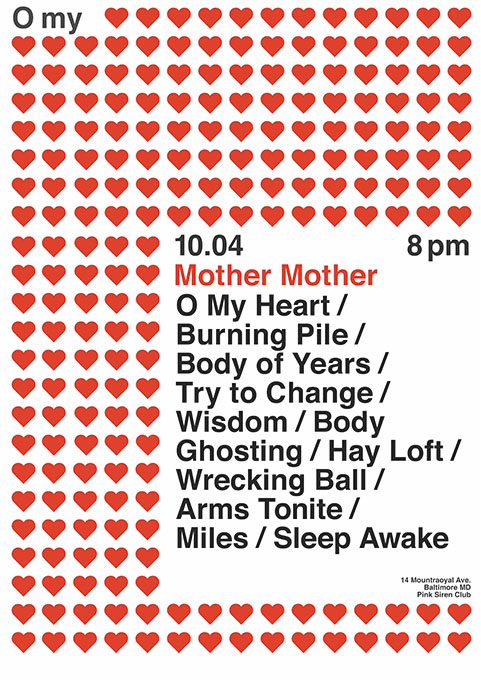 O my
10.04 8 pm
Mother Mother
O My Heart /
Burning Pile /
Body of Years /
Try to Change /
Wisdom / Body
Ghosting / Hay Loft /
Wrecking Ball /
Arms Tonite /
Miles / Sleep Awake
14 Mountraoyal Ave.
Baltimore MD
Pink Siren Club